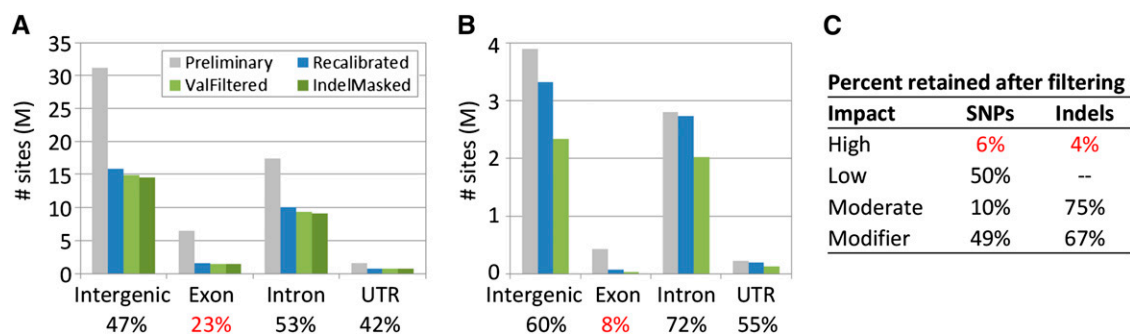 A
# sites (M)
35
30
25
20
15
10
5
0
Preliminary
Recalibrated
ValFiltered
IndelMasked
Intergenic Exon Intron UTR
47% 23% 53% 42%
B
# sites (M)
4
3
2
1
0
Intergenic Exon Intron UTR
60% 8% 72% 55%
C
Percent retained after filtering
Impact SNPs Indels
High 6% 4%
Low 50% --
Moderate 10% 75%
Modifier 49% 67%